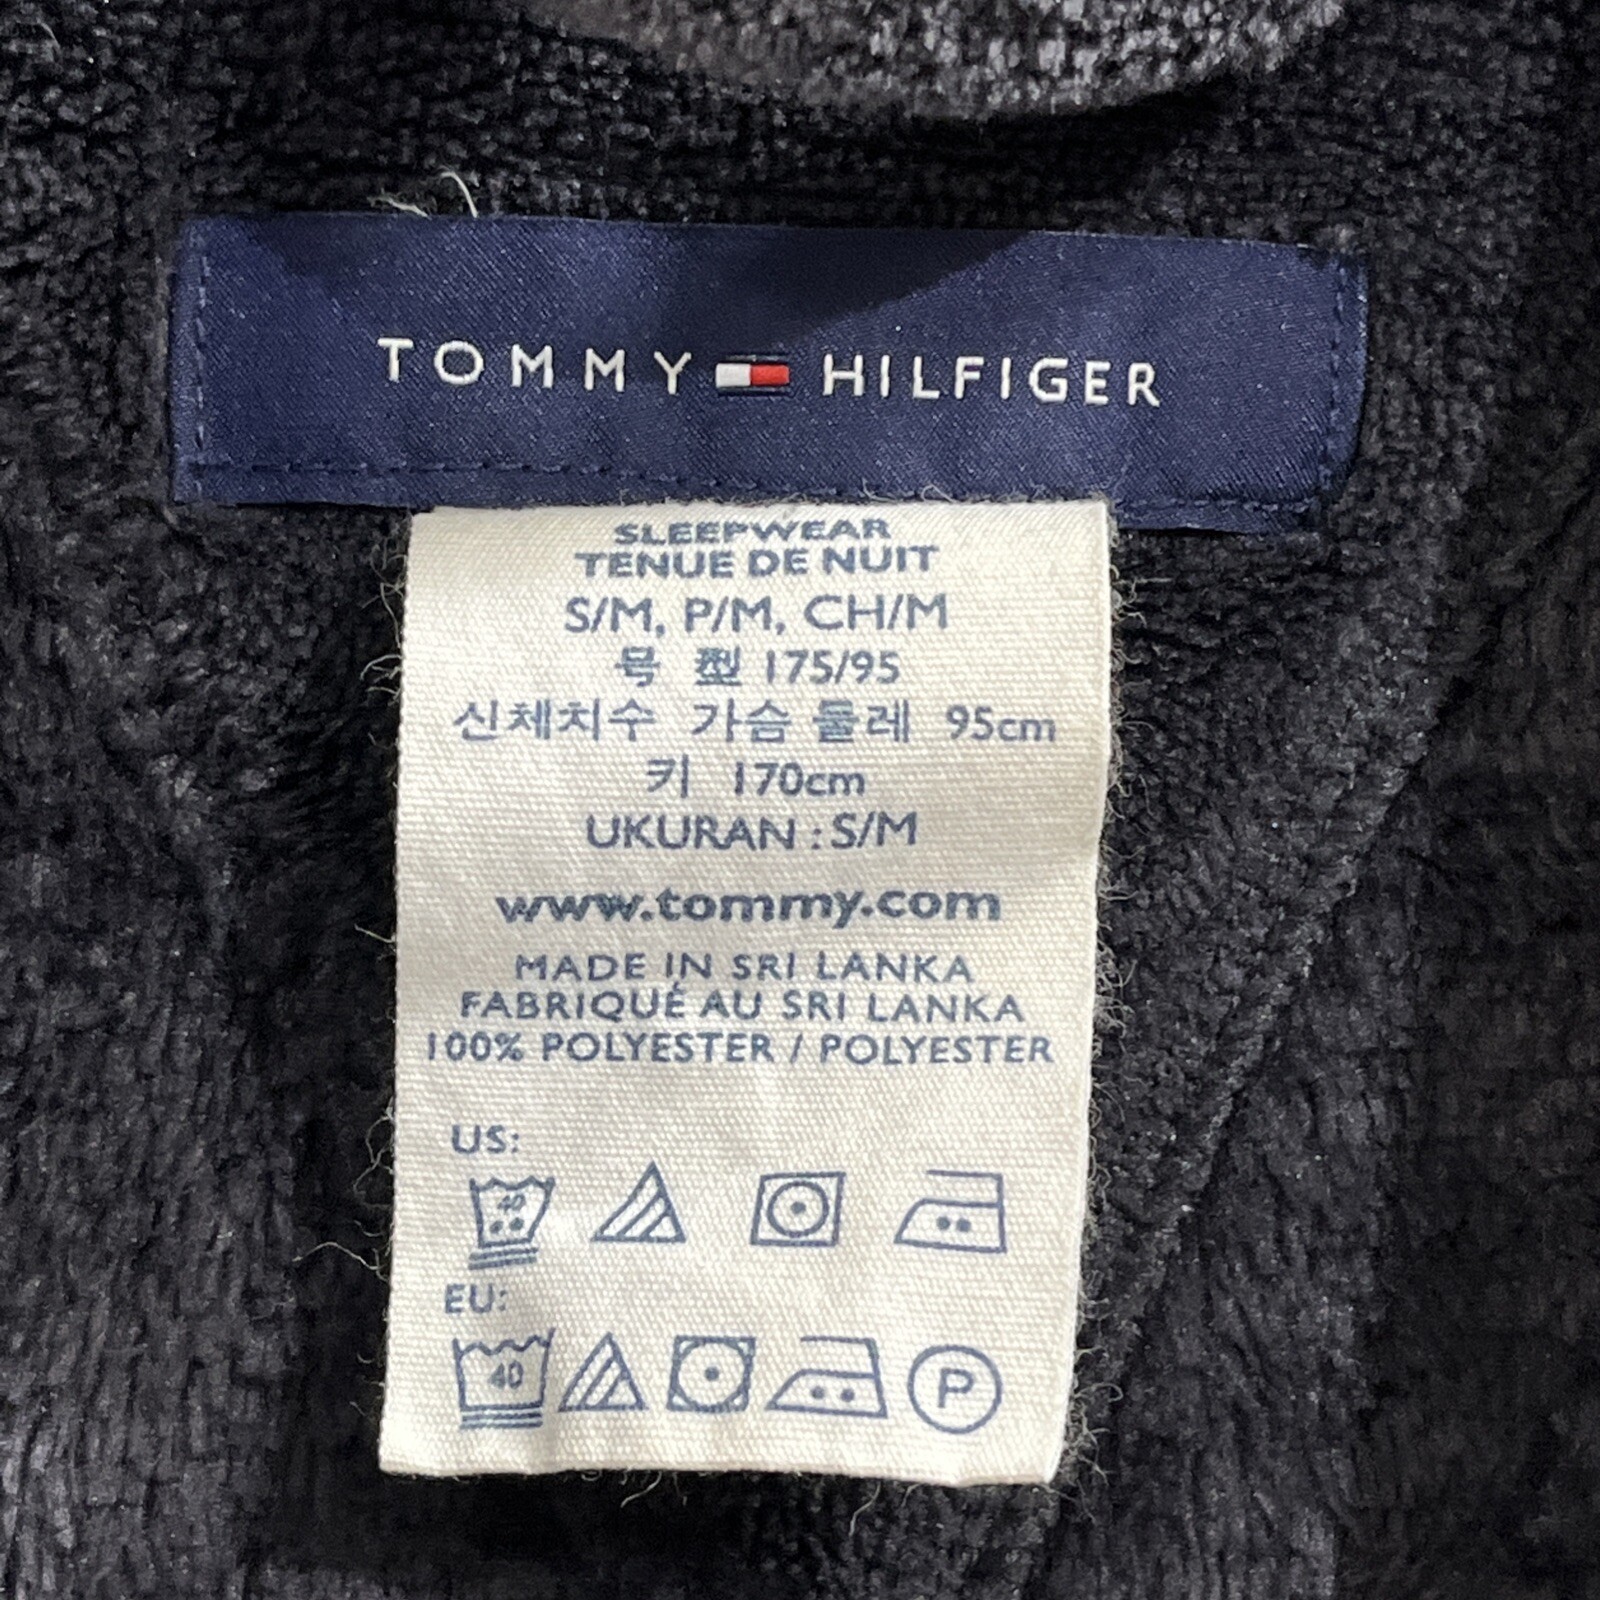 TOMMY HILFIGER
SLEEPWEAR
TENUE DE NUIT
S/M, P/M, CH/M
号 型 175/95
신체치수 가슴 둘레 95cm
키 170cm
UKURAN : S/M
www.tommy.com
MADE IN SRI LANKA
FABRIQUÉ AU SRI LANKA
100% POLYESTER / POLYESTER
US:
40
EU:
40 P